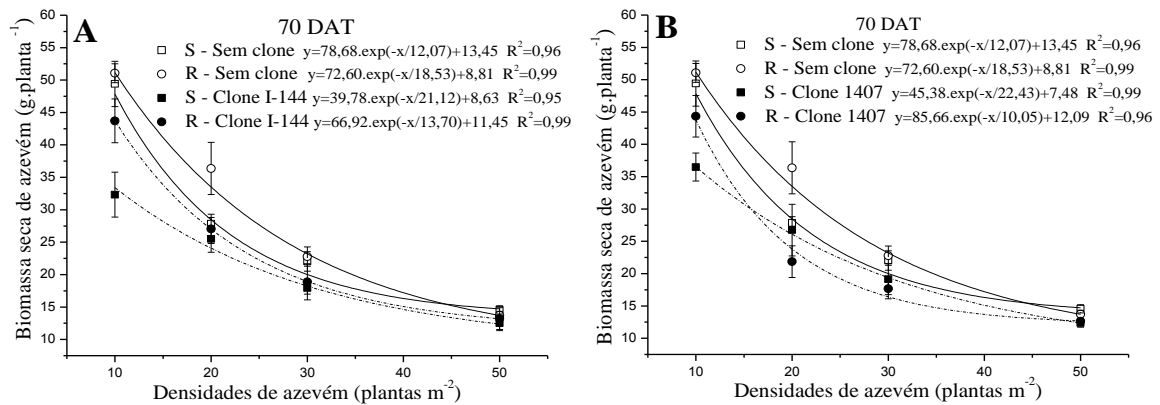 A
70 DAT
S - Sem clone y=78,68.exp(-x/12,07)+13,45 R²=0,96
R - Sem clone y=72,60.exp(-x/18,53)+8,81 R²=0,99
S - Clone I-144 y=39,78.exp(-x/21,12)+8,63 R²=0,95
R - Clone I-144 y=66,92.exp(-x/13,70)+11,45 R²=0,99
Biomassa seca de azevém (g.planta⁻¹)
60
55
50
45
40
35
30
25
20
15
10
10 20 30 40 50
Densidades de azevém (plantas m⁻²)
B
70 DAT
S - Sem clone y=78,68.exp(-x/12,07)+13,45 R²=0,96
R - Sem clone y=72,60.exp(-x/18,53)+8,81 R²=0,99
S - Clone 1407 y=45,38.exp(-x/22,43)+7,48 R²=0,99
R - Clone 1407 y=85,66.exp(-x/10,05)+12,09 R²=0,96
Biomassa seca de azevém (g.planta⁻¹)
60
55
50
45
40
35
30
25
20
15
10
10 20 30 40 50
Densidades de azevém (plantas m⁻²)